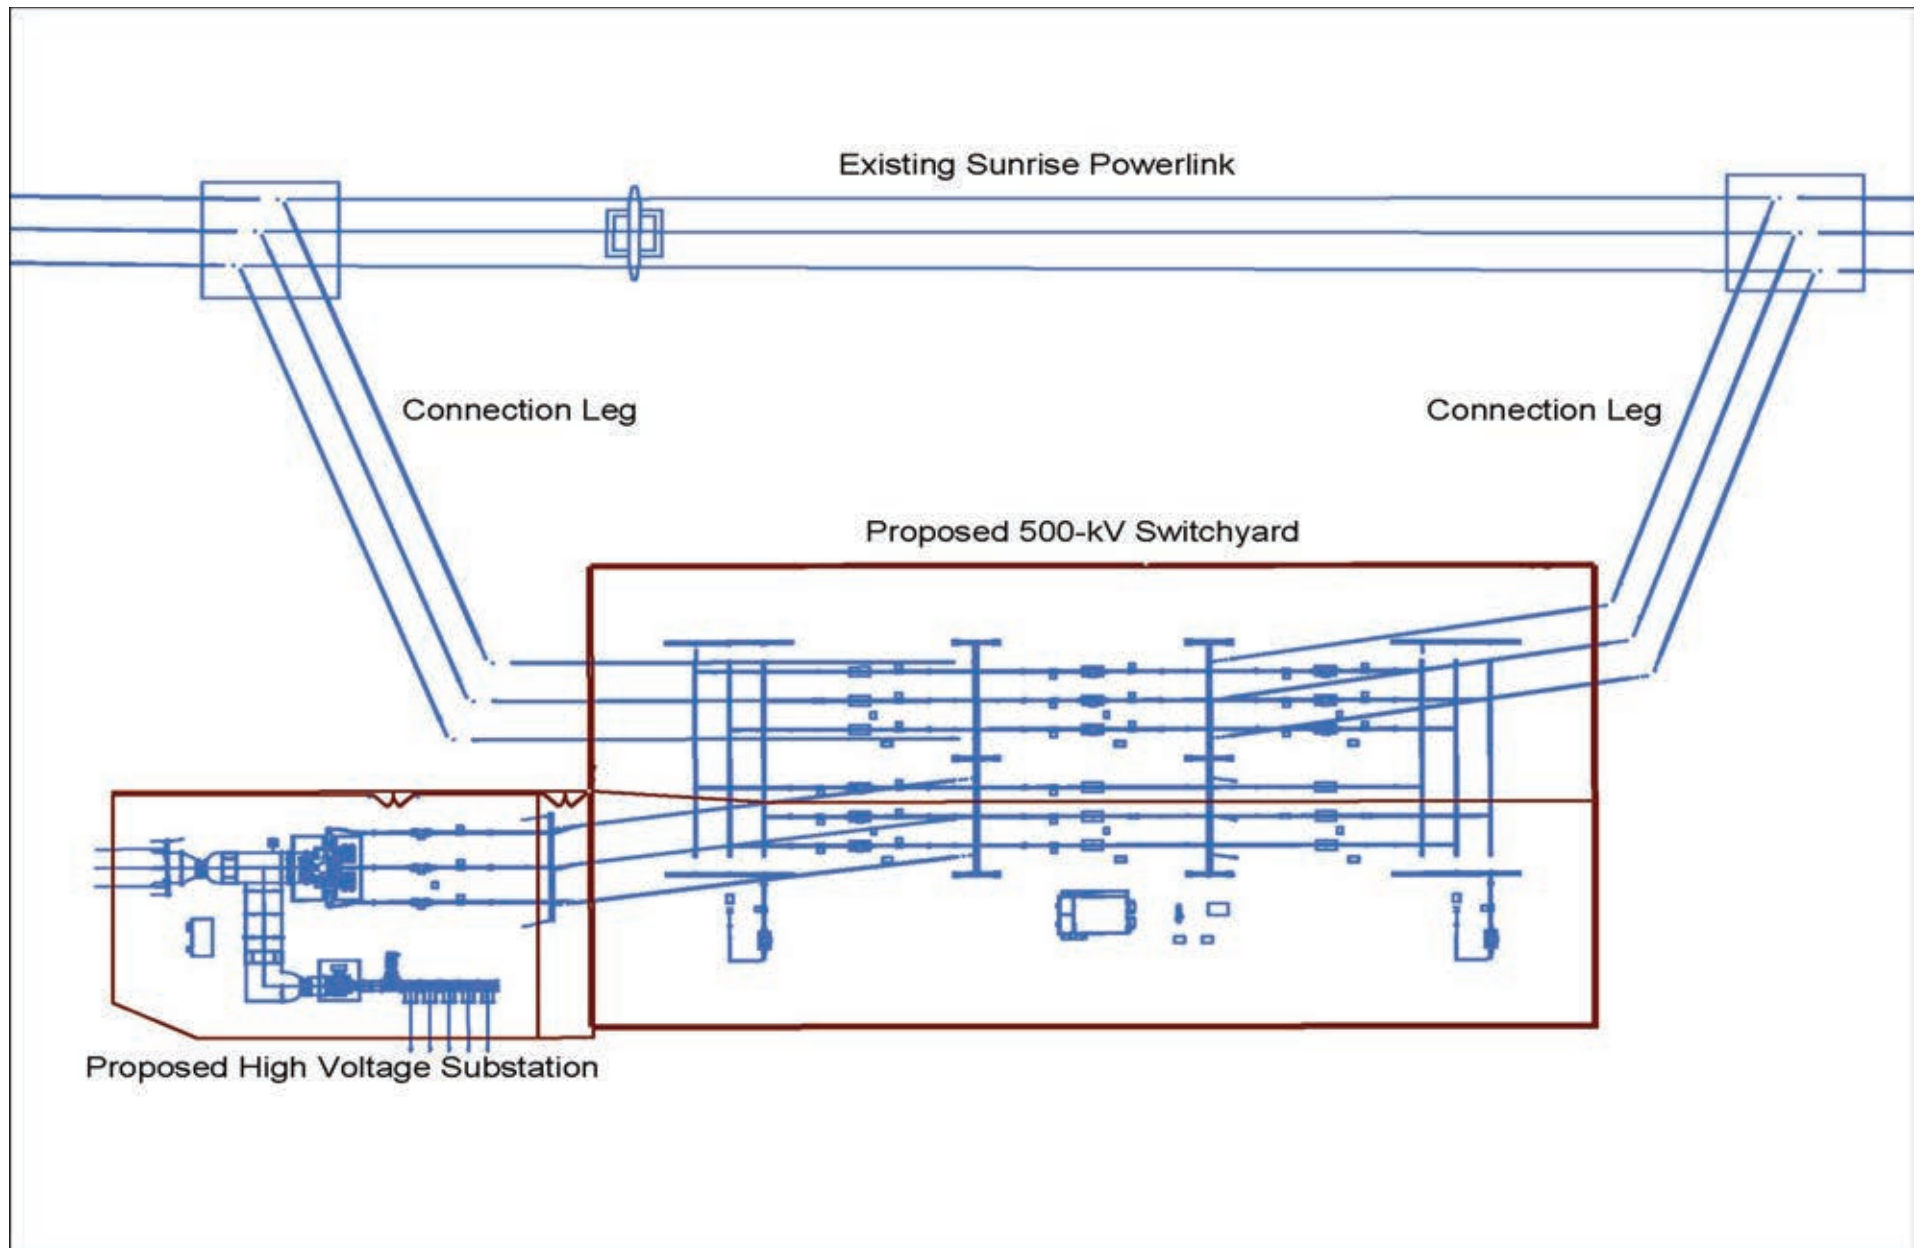 Existing Sunrise Powerlink
Connection Leg
Connection Leg
Proposed 500-kV Switchyard
Proposed High Voltage Substation